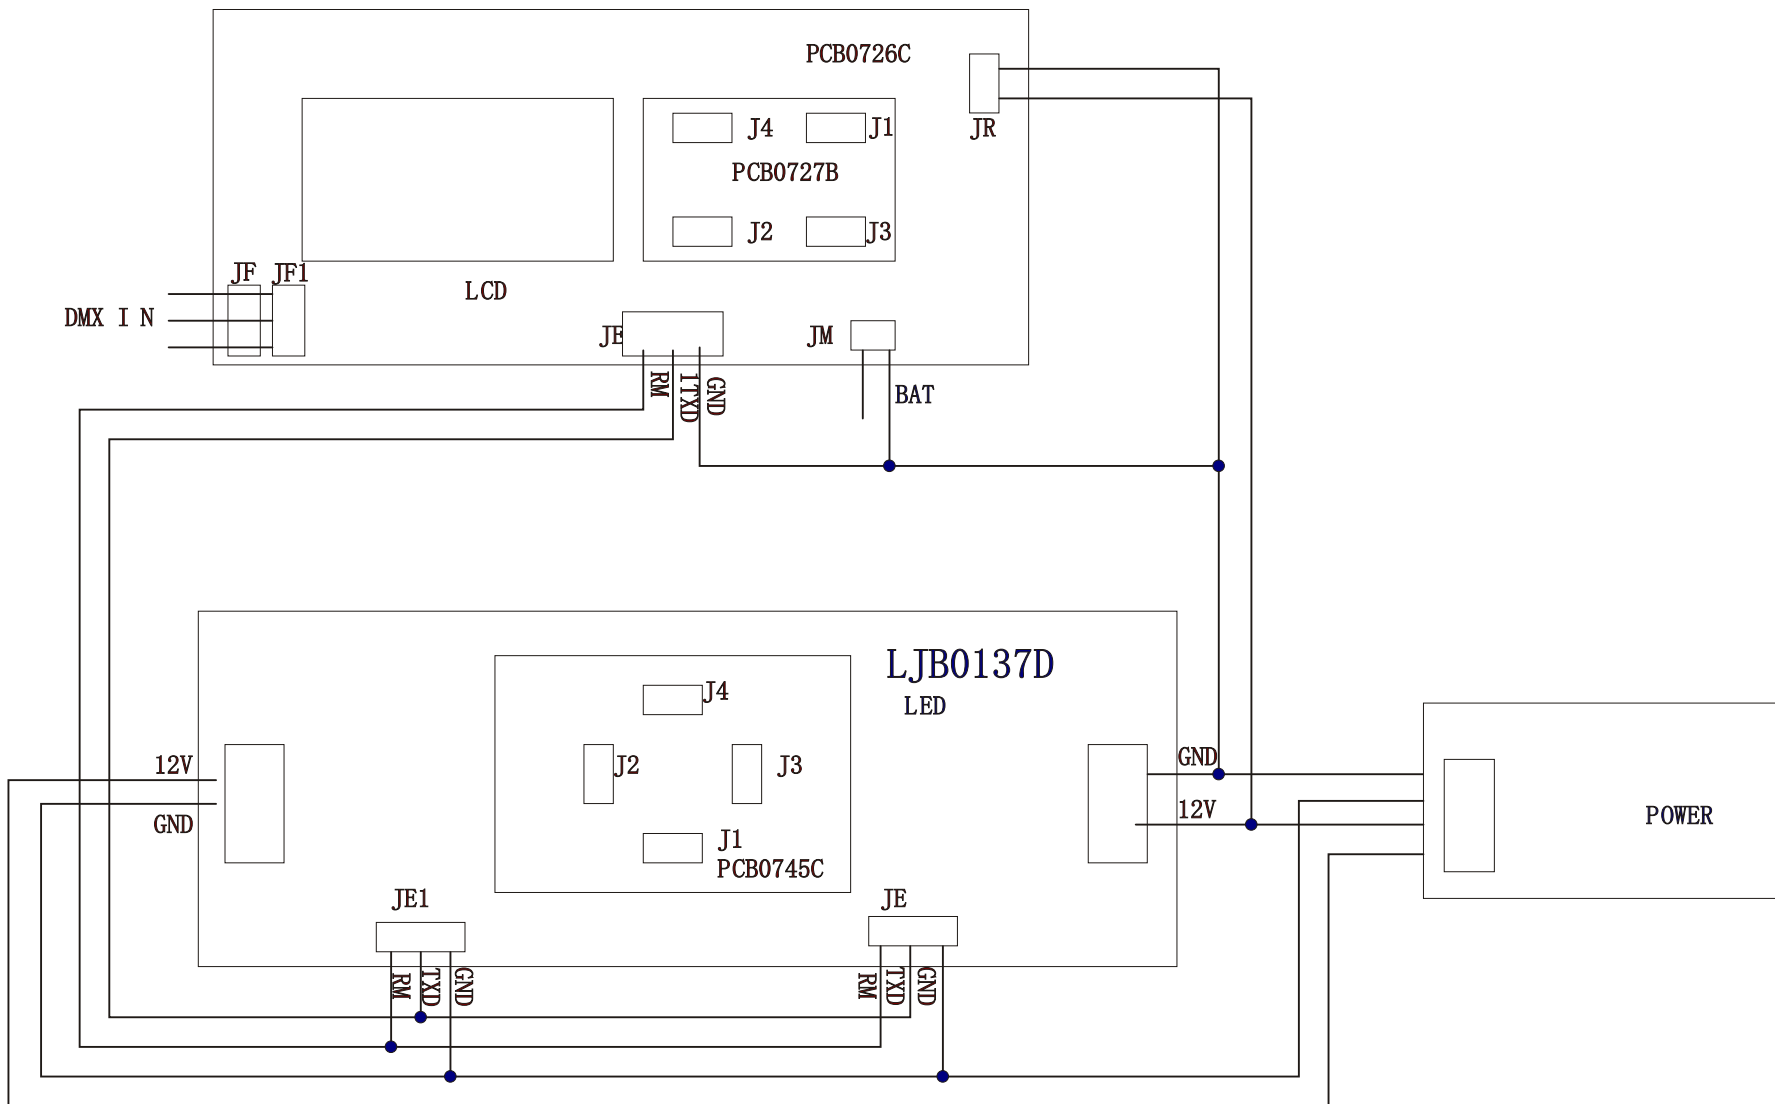 PCB0726C
J4
J1
JR
PCB0727B
J2
J3
JF
JF1
LCD
DMX IN
JE
JM
RM
1TXD
GND
BAT
LJB0137D
J4
LED
12V
J2
J3
GND
GND
12V
POWER
J1
PCB0745C
JE1
JE
RM
TXD
GND
RM
TXD
GND